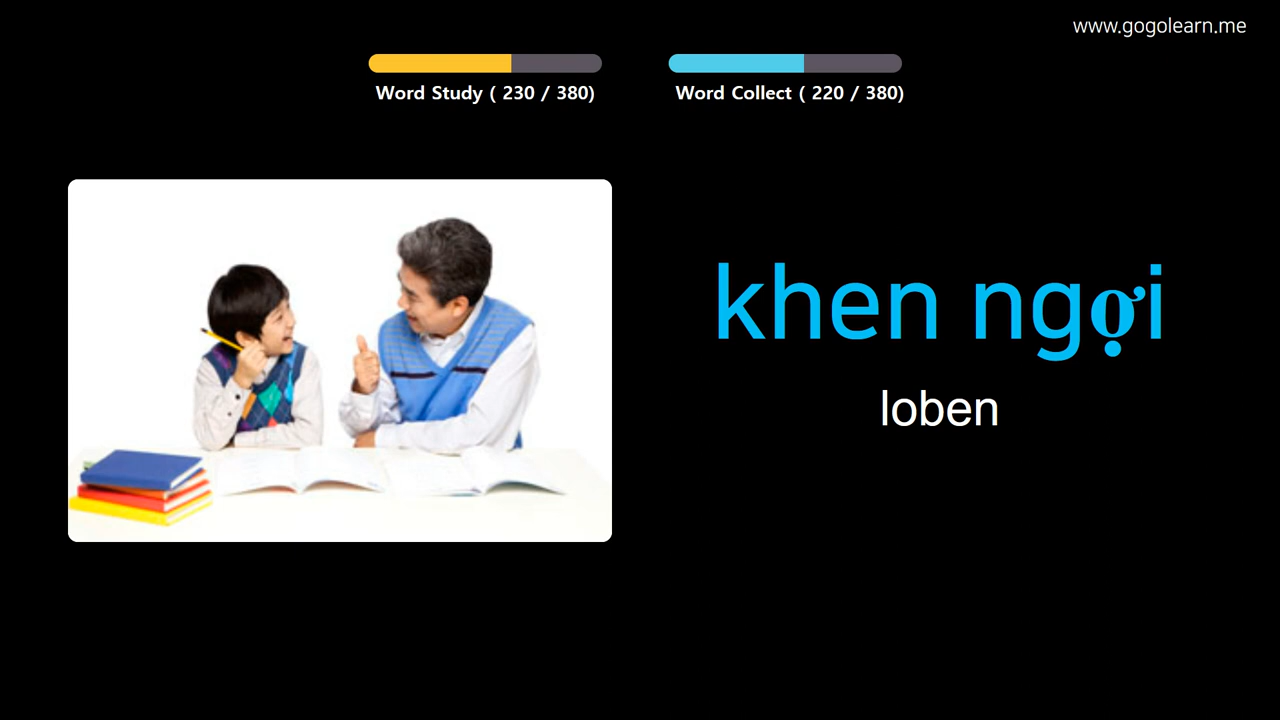 www.gogolearn.me
Word Study ( 230 / 380)
Word Collect ( 220 / 380)
khen ngợi
loben